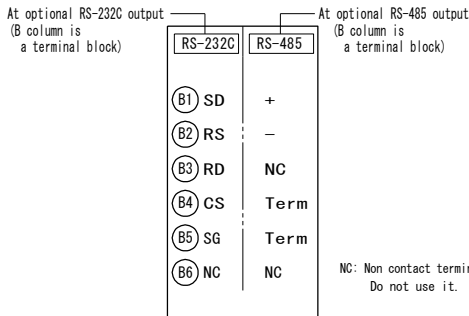 At optional RS-232C output
(B column is
a terminal block)
At optional RS-485 output
(B column is
a terminal block)
RS-232C RS-485
B1 SD +
B2 RS −
B3 RD NC
B4 CS Term
B5 SG Term
B6 NC NC
NC: Non contact
Do not use it.